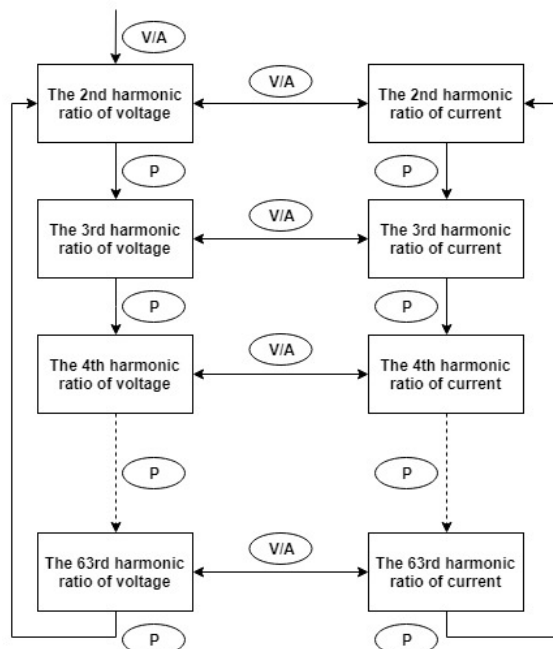 V/A
The 2nd harmonic
ratio of voltage
V/A
The 2nd harmonic
ratio of current
P
P
The 3rd harmonic
ratio of voltage
V/A
The 3rd harmonic
ratio of current
P
P
The 4th harmonic
ratio of voltage
V/A
The 4th harmonic
ratio of current
P
P
The 63rd harmonic
ratio of voltage
V/A
The 63rd harmonic
ratio of current
P
P